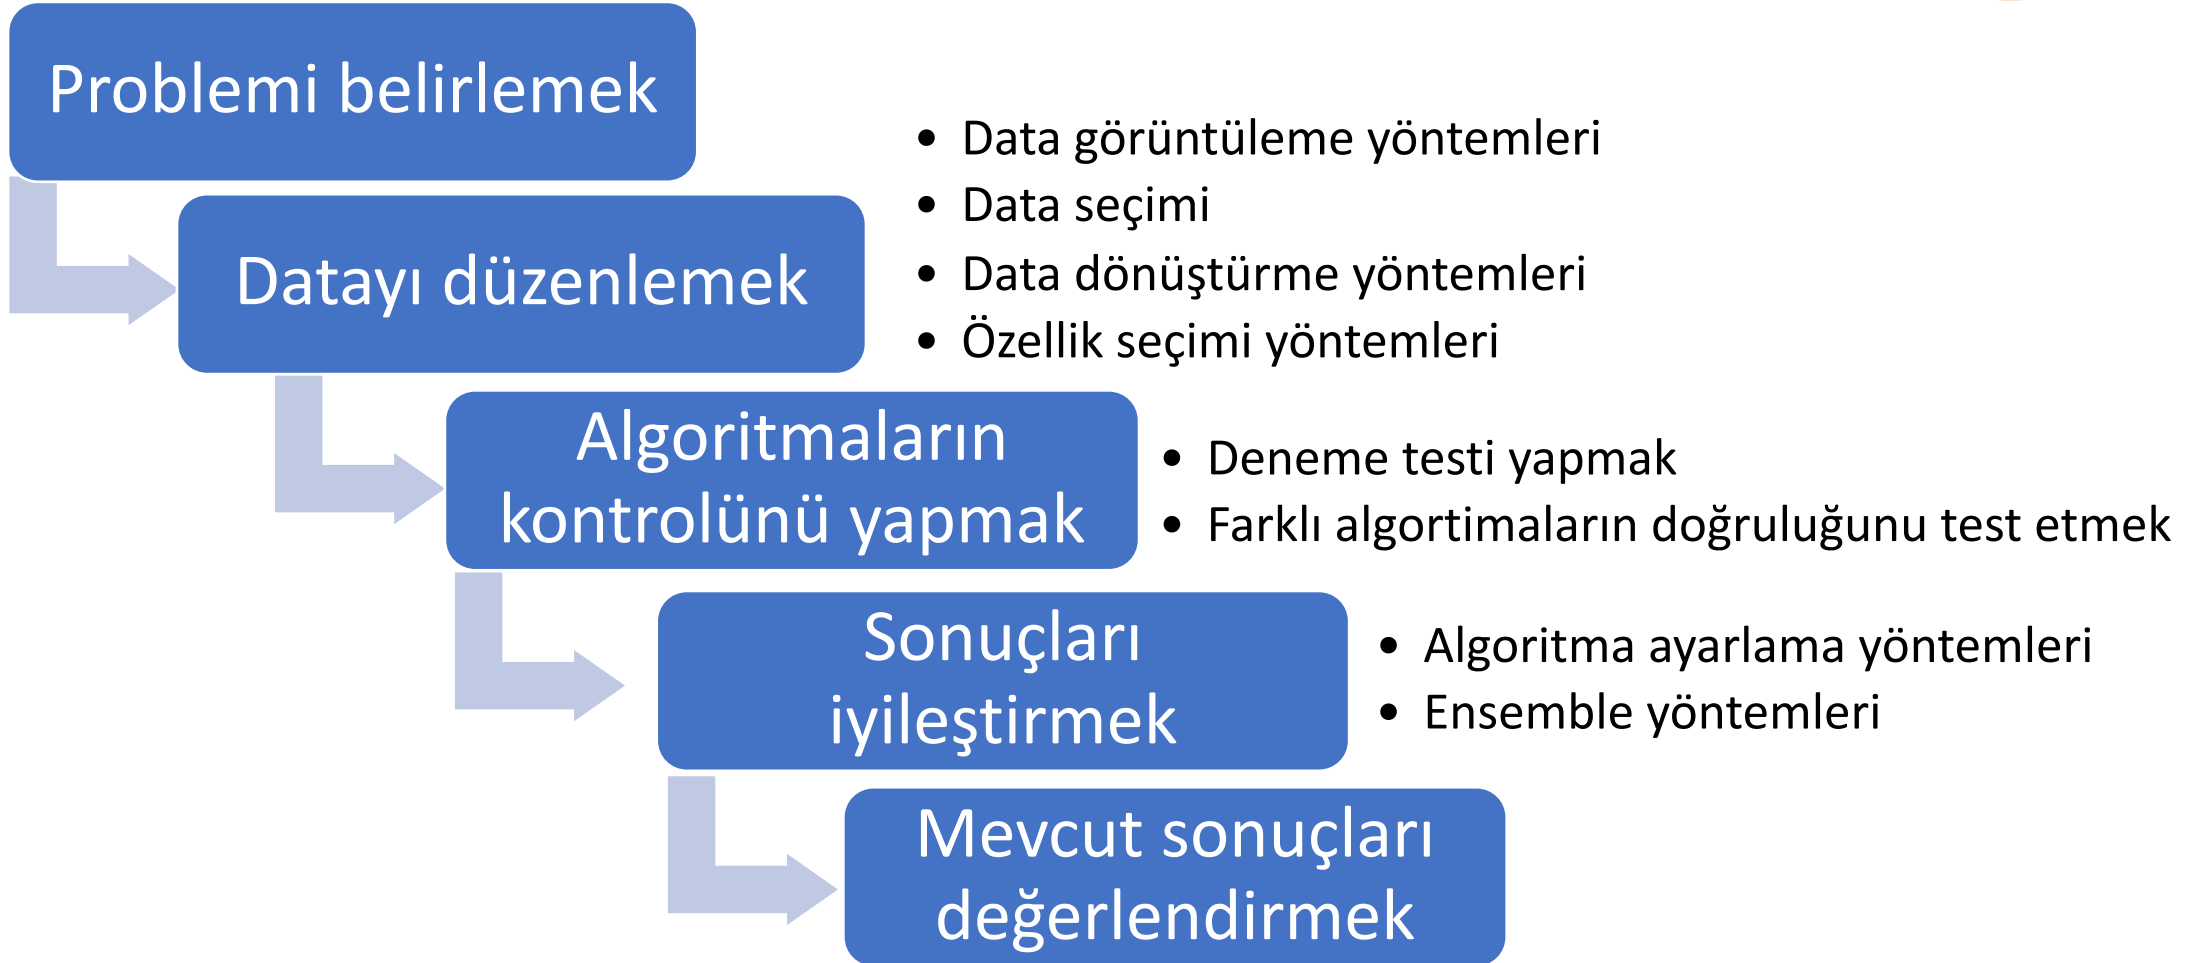 Problemi belirlemek
Datayı düzenlemek
• Data görüntüleme yöntemleri
• Data seçimi
• Data dönüştürme yöntemleri
• Özellik seçimi yöntemleri
Algoritmaların
kontrolünü yapmak
• Deneme testi yapmak
• Farklı algortimaların doğruluğunu test etmek
Sonuçları
iyileştirmek
• Algoritma ayarlama yöntemleri
• Ensemble yöntemleri
Mevcut sonuçları
değerlendirmek